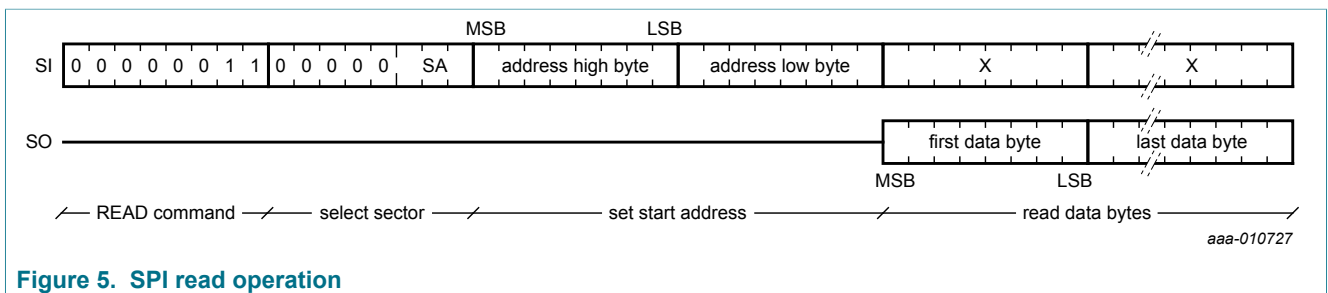 MSB LSB
SI 0 0 0 0 0 0 1 1 0 0 0 0 0 SA address high byte address low byte X X
SO first data byte last data byte
MSB LSB
READ command select sector set start address read data bytes
aaa-010727
Figure 5. SPI read operation